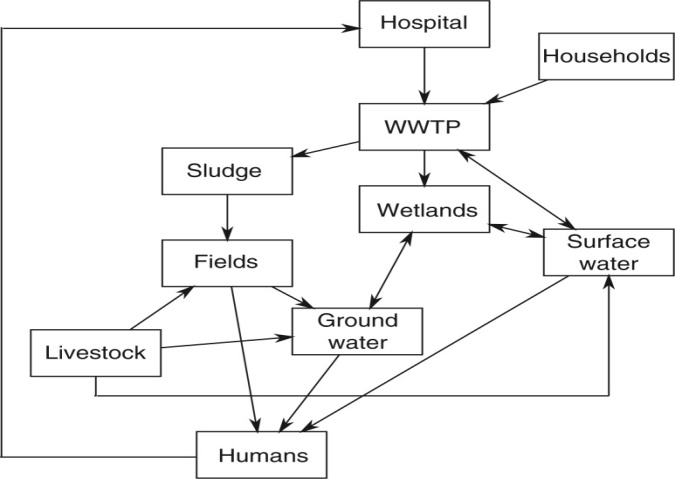 Hospital
Households
WWTP
Sludge
Wetlands
Surface
water
Fields
Ground
water
Livestock
Humans